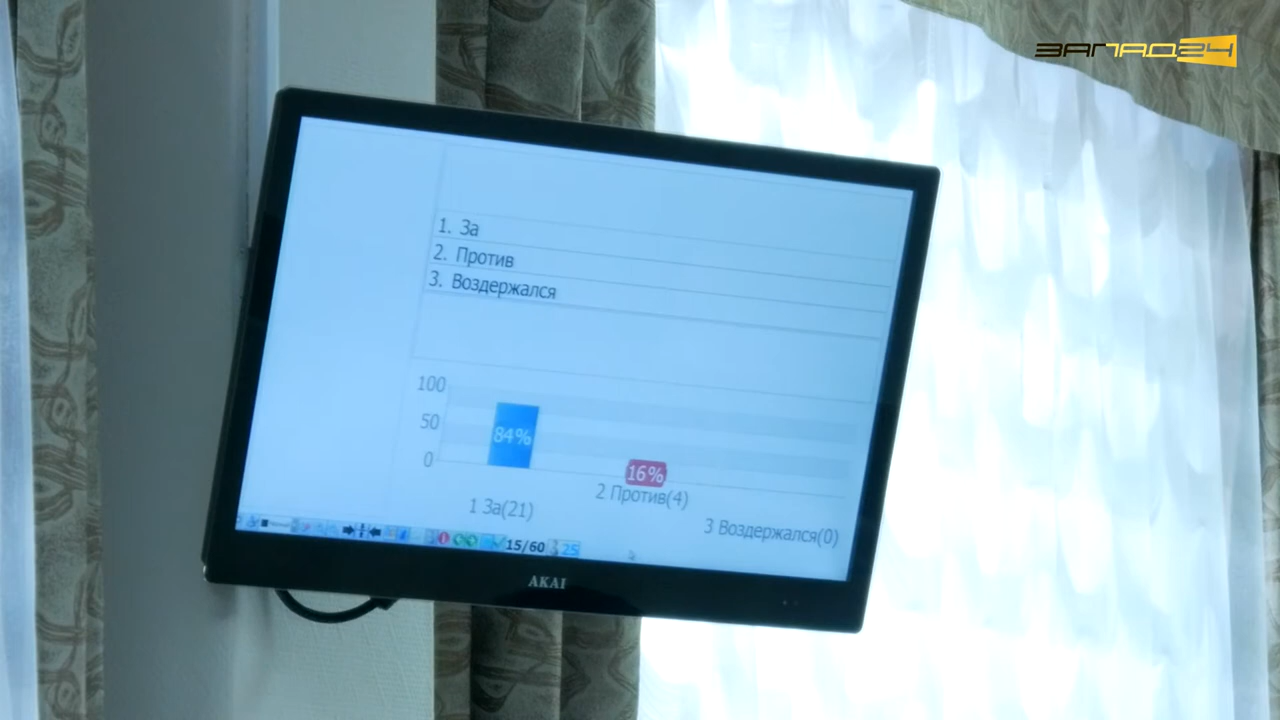 ЗАПАД24
1. За
2. Против
3. Воздержался
100
50
0
84%
16%
1 За(21)
2 Против(4)
3 Воздержался(0)
15/60
25
AKAI